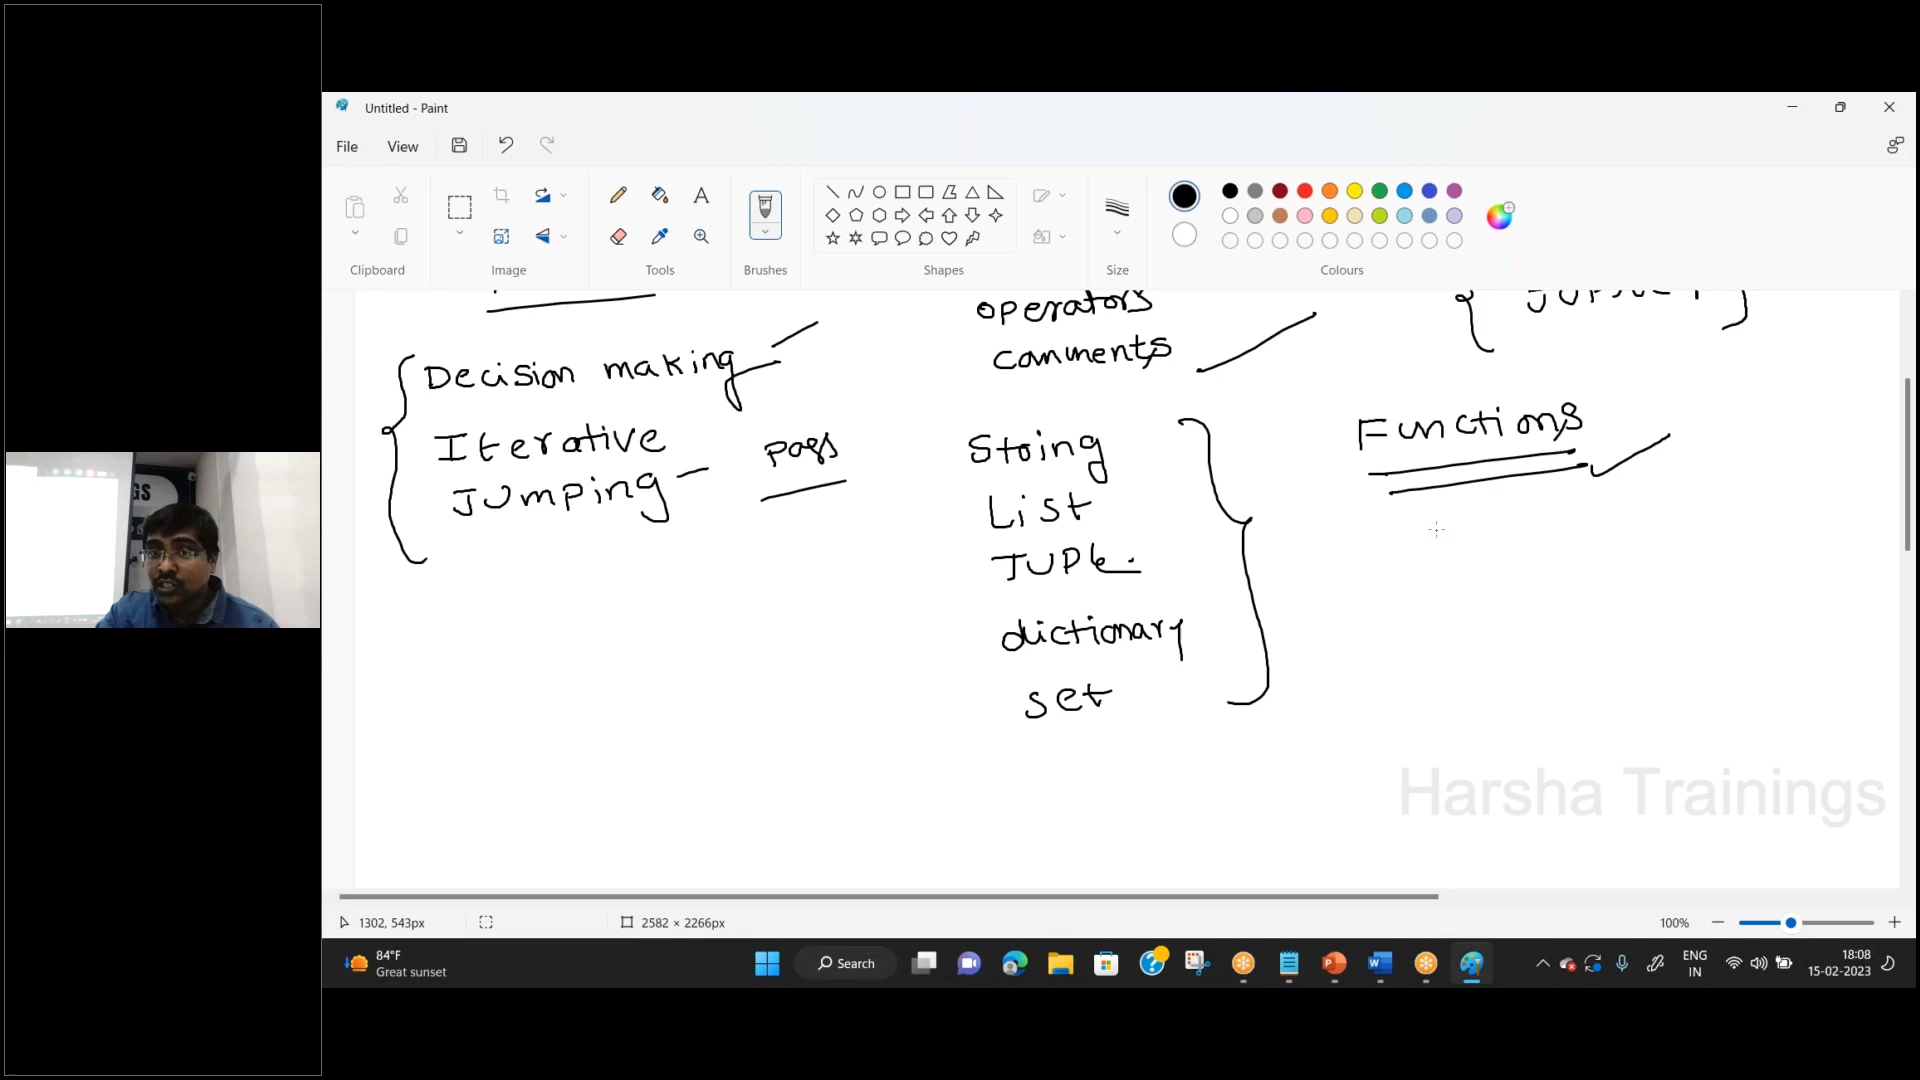 Untitled - Paint
File
View
Clipboard
Image
Tools
Brushes
Shapes
Size
Colours
operators
comments
Decision making
Iterative
Jumping
pass
String
List
Tuple
dictionary
set
Functions
GS
Harsha Trainings
1302, 543px
2582 × 2266px
100%
84°F
Great sunset
Search
ENG
IN
18:08
15-02-2023